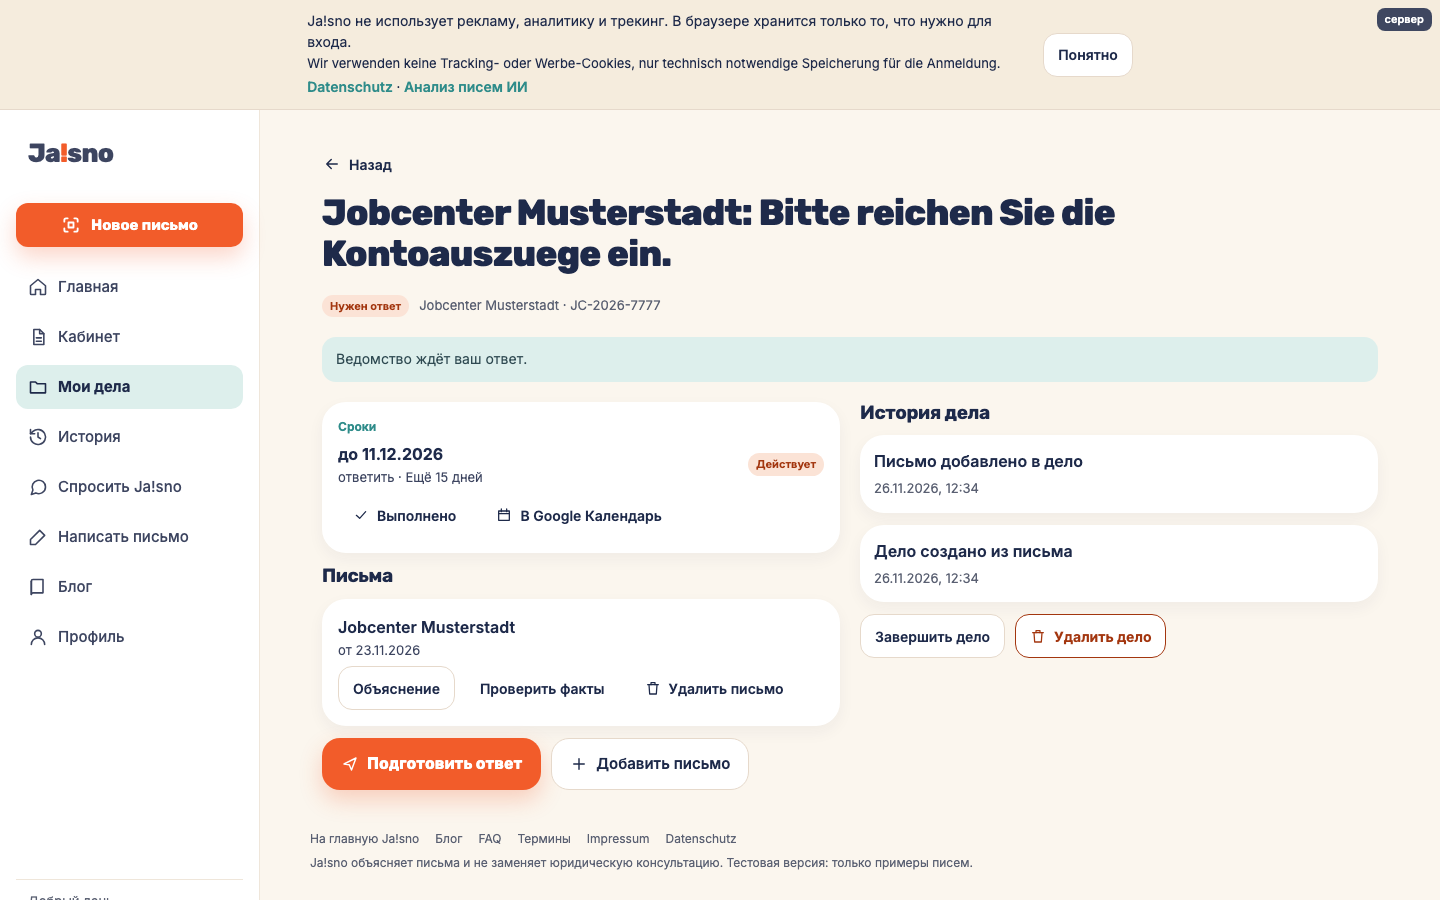 Ja!sno не использует рекламу, аналитику и трекинг. В браузере хранится только то, что нужно для
входа.
Wir verwenden keine Tracking- oder Werbe-Cookies, nur technisch notwendige Speicherung für die Anmeldung.
Datenschutz · Анализ писем ИИ
Понятно
сервер
Ja!sno
Новое письмо
Главная
Кабинет
Мои дела
История
Спросить Ja!sno
Написать письмо
Блог
Профиль
Добрый день
Назад
Jobcenter Musterstadt: Bitte reichen Sie die
Kontoauszuege ein.
Нужен ответ
Jobcenter Musterstadt · JC-2026-7777
Ведомство ждёт ваш ответ.
Сроки
до 11.12.2026
ответить · Ещё 15 дней
Действует
Выполнено
В Google Календарь
Письма
Jobcenter Musterstadt
от 23.11.2026
Объяснение
Проверить факты
Удалить письмо
Подготовить ответ
Добавить письмо
История дела
Письмо добавлено в дело
26.11.2026, 12:34
Дело создано из письма
26.11.2026, 12:34
Завершить дело
Удалить дело
На главную Ja!sno
Блог
FAQ
Термины
Impressum
Datenschutz
Ja!sno объясняет письма и не заменяет юридическую консультацию. Тестовая версия: только примеры писем.